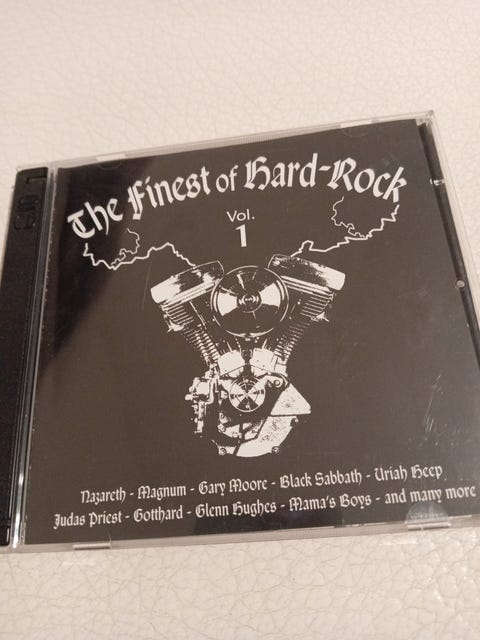 The Finest of Hard-Rock
Vol.
1
Nazareth - Magnum - Gary Moore - Black Sabbath - Uriah Heep
Judas Priest - Gotthard - Glenn Hughes - Mama's Boys - and many more